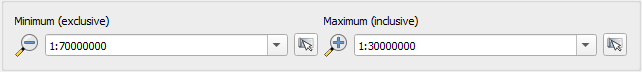 Minimum (exclusive) Maximum (inclusive)
1:70000000 1:30000000